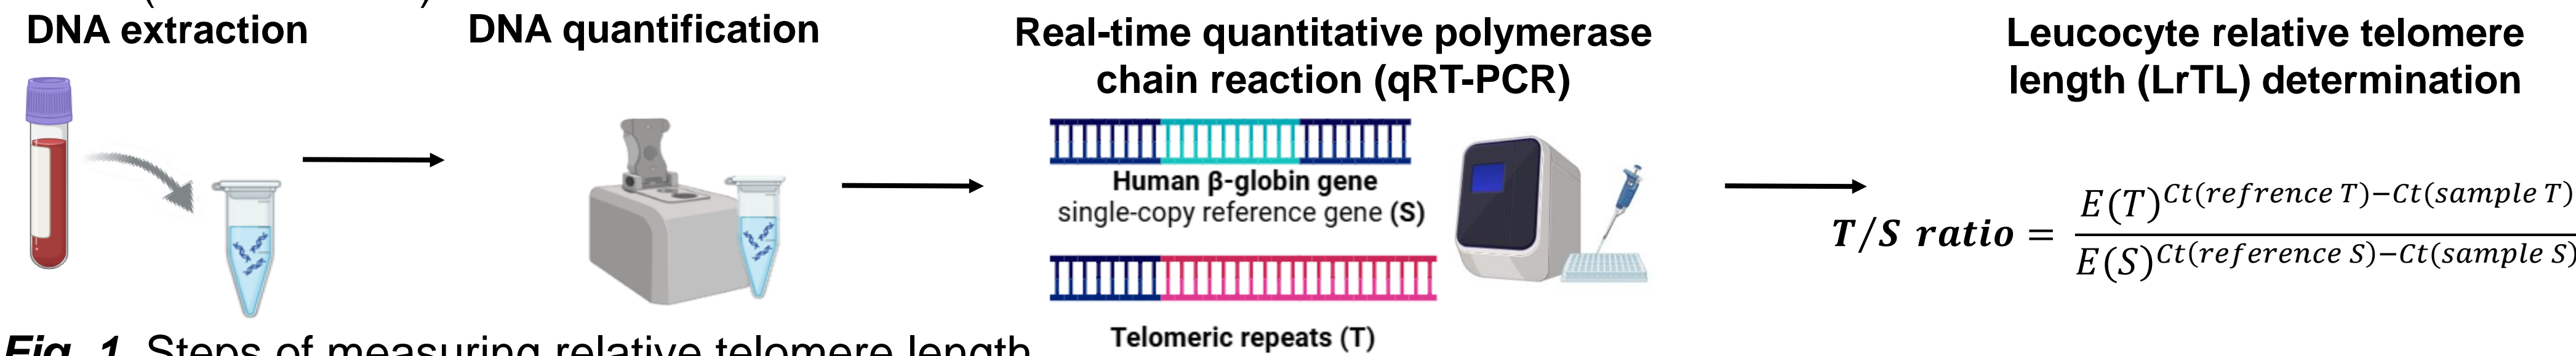 DNA extraction
DNA quantification
Real-time quantitative polymerase
chain reaction (qRT-PCR)
Human β-globin gene
single-copy reference gene (S)
Telomeric repeats (T)
Leucocyte relative telomere
length (LrTL) determination
T/S ratio = E(T)^Ct(refrence T)−Ct(sample T) / E(S)^Ct(reference S)−Ct(sample S)
Fig. 1. Steps of measuring relative telomere length